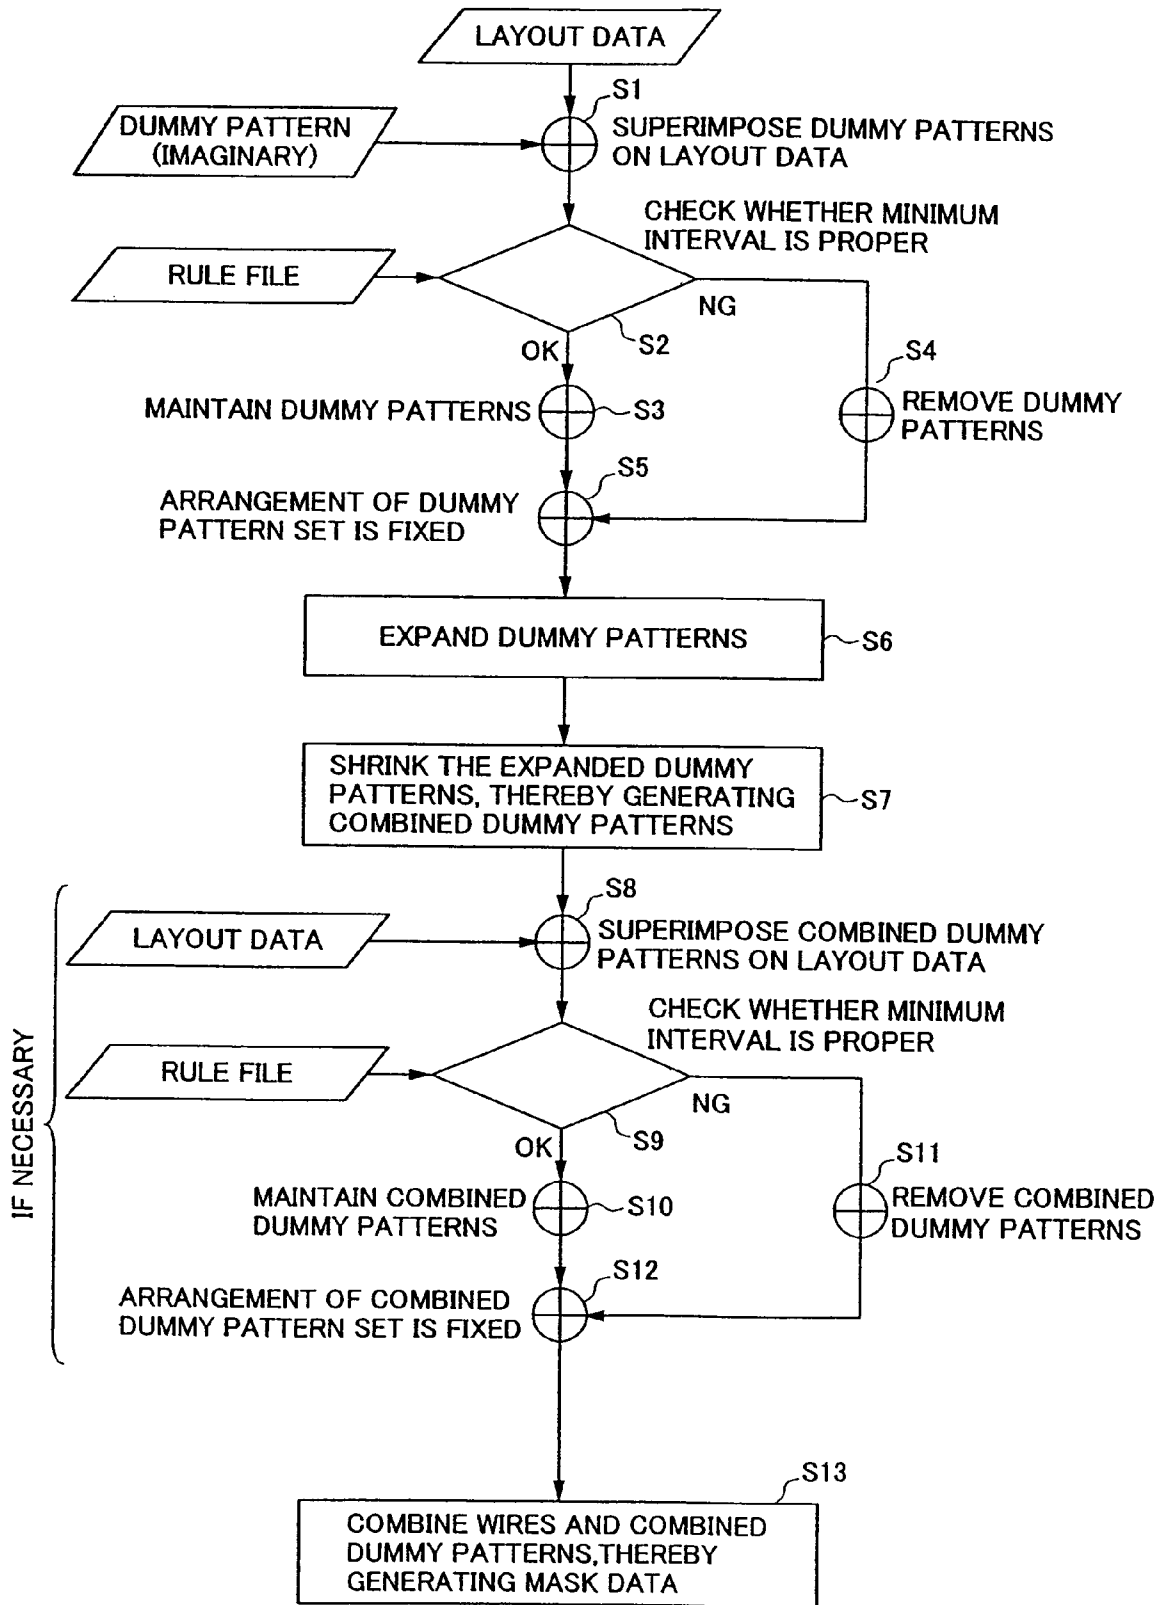 LAYOUT DATA
S1
DUMMY PATTERN
(IMAGINARY)
SUPERIMPOSE DUMMY PATTERNS
ON LAYOUT DATA
CHECK WHETHER MINIMUM
INTERVAL IS PROPER
RULE FILE
NG
S2
OK
S4
MAINTAIN DUMMY PATTERNS
S3
REMOVE DUMMY
PATTERNS
S5
ARRANGEMENT OF DUMMY
PATTERN SET IS FIXED
EXPAND DUMMY PATTERNS
S6
SHRINK THE EXPANDED DUMMY
PATTERNS, THEREBY GENERATING
COMBINED DUMMY PATTERNS
S7
IF NECESSARY
S8
LAYOUT DATA
SUPERIMPOSE COMBINED DUMMY
PATTERNS ON LAYOUT DATA
CHECK WHETHER MINIMUM
INTERVAL IS PROPER
RULE FILE
NG
S9
OK
S11
MAINTAIN COMBINED
DUMMY PATTERNS
S10
REMOVE COMBINED
DUMMY PATTERNS
S12
ARRANGEMENT OF COMBINED
DUMMY PATTERN SET IS FIXED
S13
COMBINE WIRES AND COMBINED
DUMMY PATTERNS,THEREBY
GENERATING MASK DATA